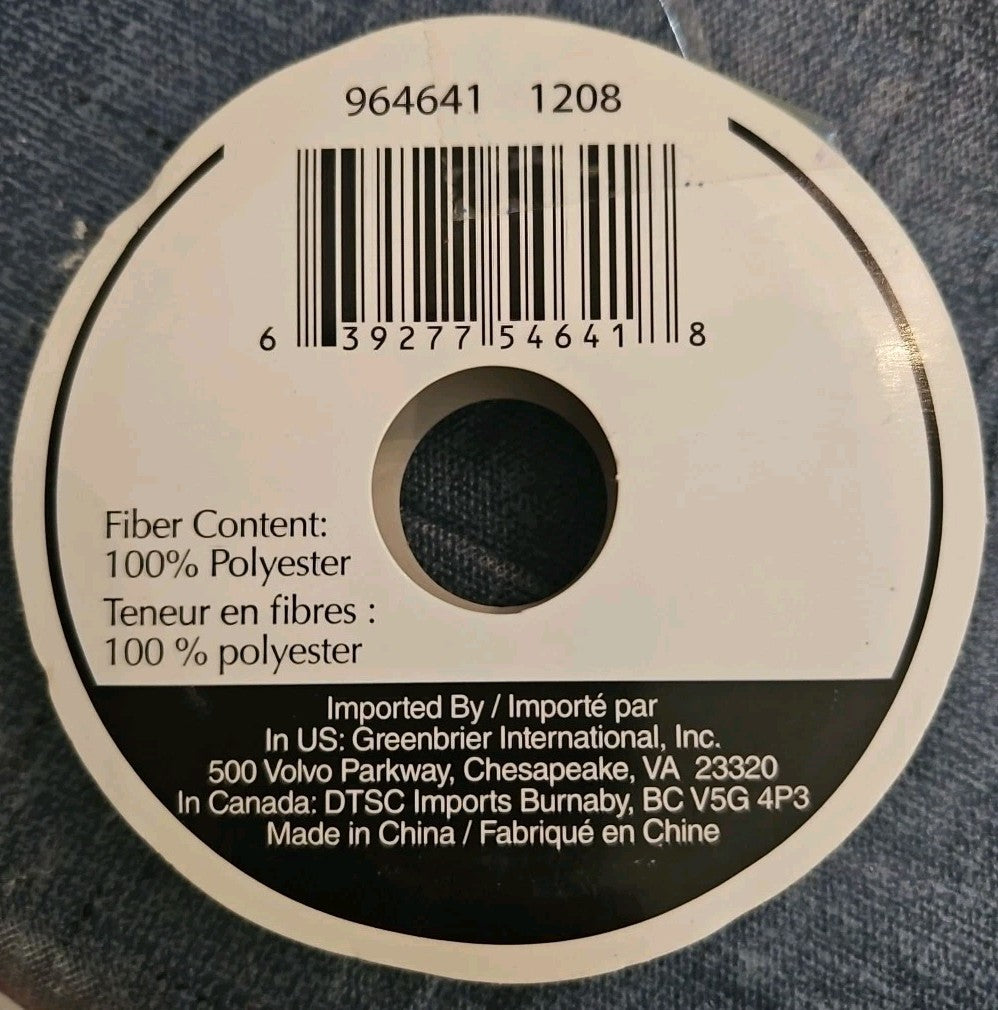 964641 1208
6 39277 54641 8
Fiber Content:
100% Polyester
Teneur en fibres :
100 % polyester
Imported By / Importé par
In US: Greenbrier International, Inc.
500 Volvo Parkway, Chesapeake, VA 23320
In Canada: DTSC Imports Burnaby, BC V5G 4P3
Made in China / Fabriqué en Chine